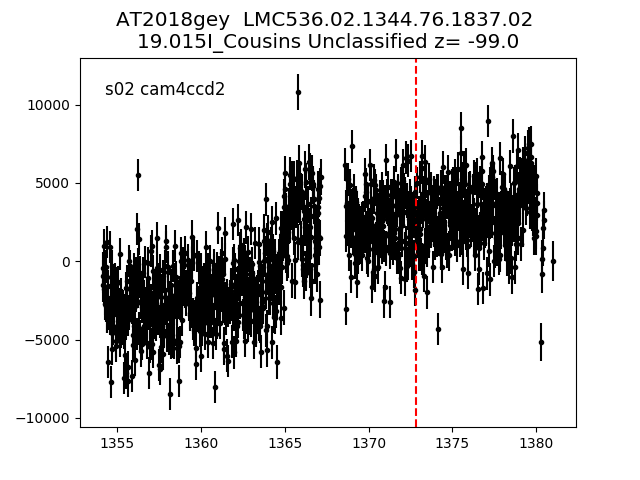 AT2018gey  LMC536.02.1344.76.1837.02
19.015I_Cousins Unclassified z= -99.0
s02 cam4ccd2
10000
5000
0
−5000
−10000
1355 1360 1365 1370 1375 1380